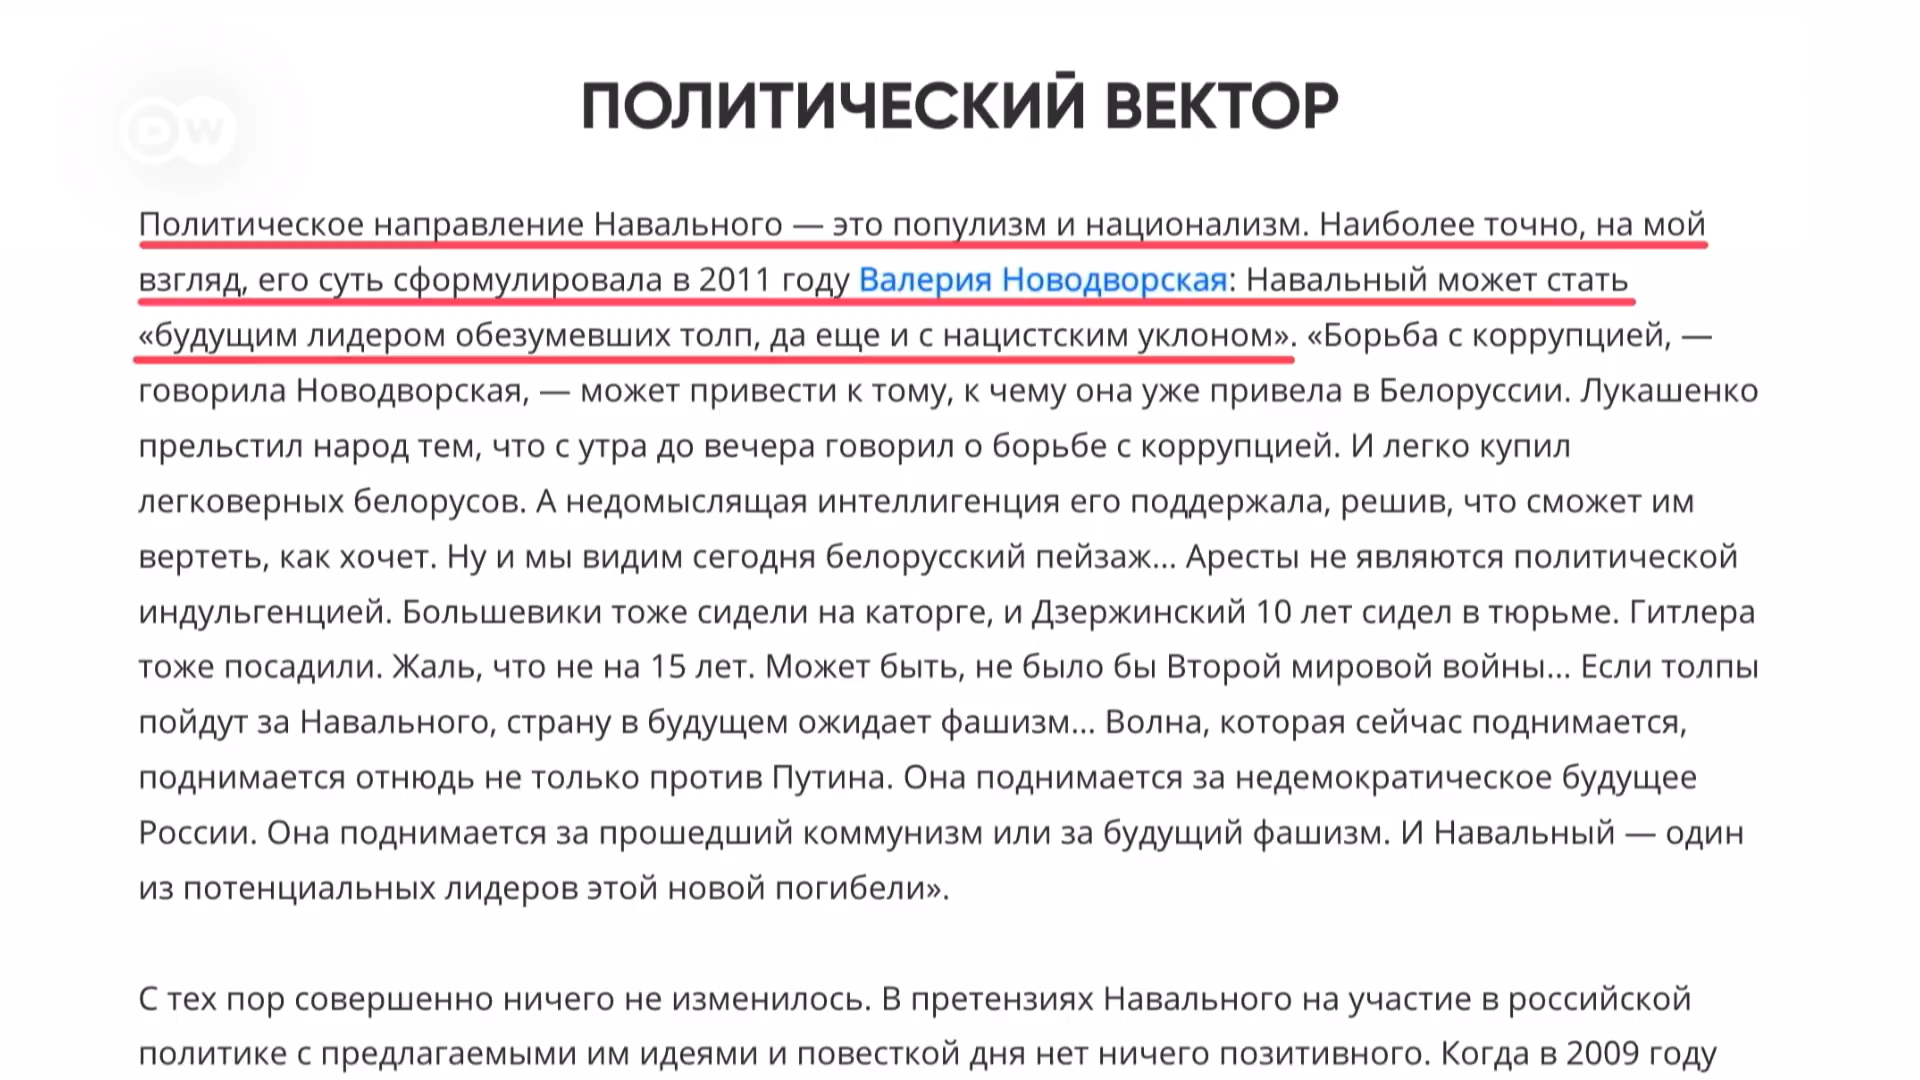 DW
ПОЛИТИЧЕСКИЙ ВЕКТОР
Политическое направление Навального — это популизм и национализм. Наиболее точно, на мой
взгляд, его суть сформулировала в 2011 году Валерия Новодворская: Навальный может стать
«будущим лидером обезумевших толп, да еще и с нацистским уклоном». «Борьба с коррупцией, —
говорила Новодворская, — может привести к тому, к чему она уже привела в Белоруссии. Лукашенко
прельстил народ тем, что с утра до вечера говорил о борьбе с коррупцией. И легко купил
легковерных белорусов. А недомыслящая интеллигенция его поддержала, решив, что сможет им
вертеть, как хочет. Ну и мы видим сегодня белорусский пейзаж... Аресты не являются политической
индульгенцией. Большевики тоже сидели на каторге, и Дзержинский 10 лет сидел в тюрьме. Гитлера
тоже посадили. Жаль, что не на 15 лет. Может быть, не было бы Второй мировой войны... Если толпы
пойдут за Навального, страну в будущем ожидает фашизм... Волна, которая сейчас поднимается,
поднимается отнюдь не только против Путина. Она поднимается за недемократическое будущее
России. Она поднимается за прошедший коммунизм или за будущий фашизм. И Навальный — один
из потенциальных лидеров этой новой погибели».
С тех пор совершенно ничего не изменилось. В претензиях Навального на участие в российской
политике с предлагаемыми им идеями и повесткой дня нет ничего позитивного. Когда в 2009 году